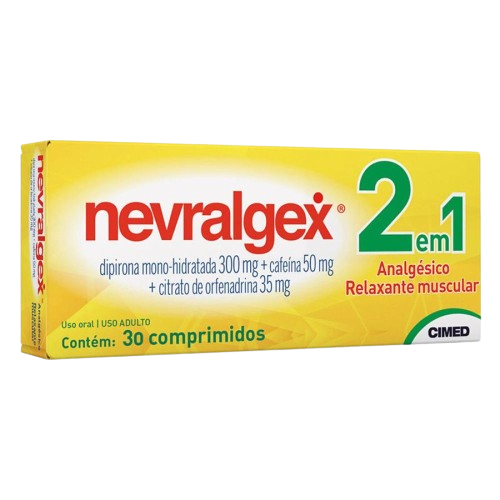 nevralgex®
dipirona mono-hidratada 300 mg + cafeína 50 mg
+ citrato de orfenadrina 35 mg
Uso oral | USO ADULTO
Contém: 30 comprimidos
2 em 1
Analgésico
Relaxante muscular
CIMED
nevralgex